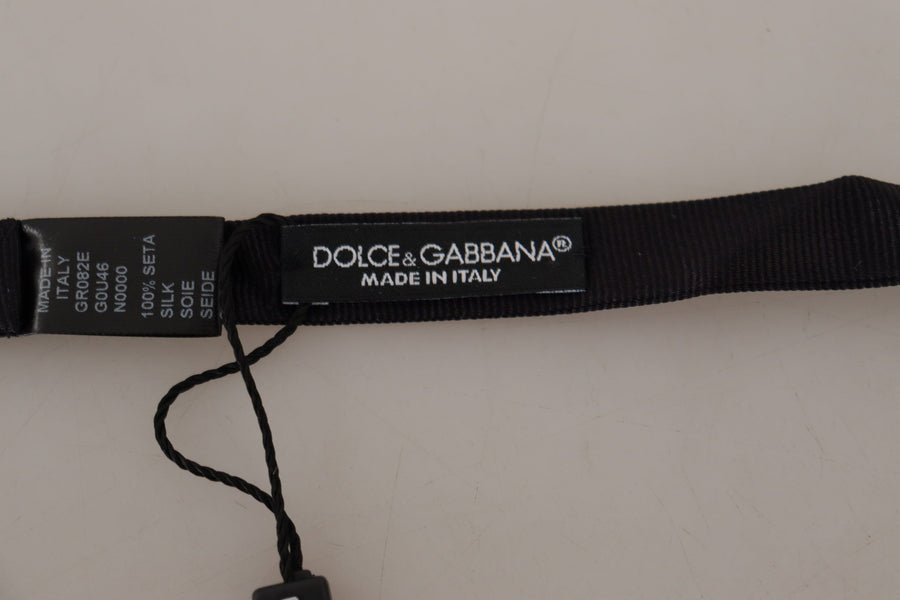 MADE IN
ITALY
GR082E
G0U46
N0000
100% SETA
SILK
SOIE
SEIDE
DOLCE & GABBANA®
MADE IN ITALY